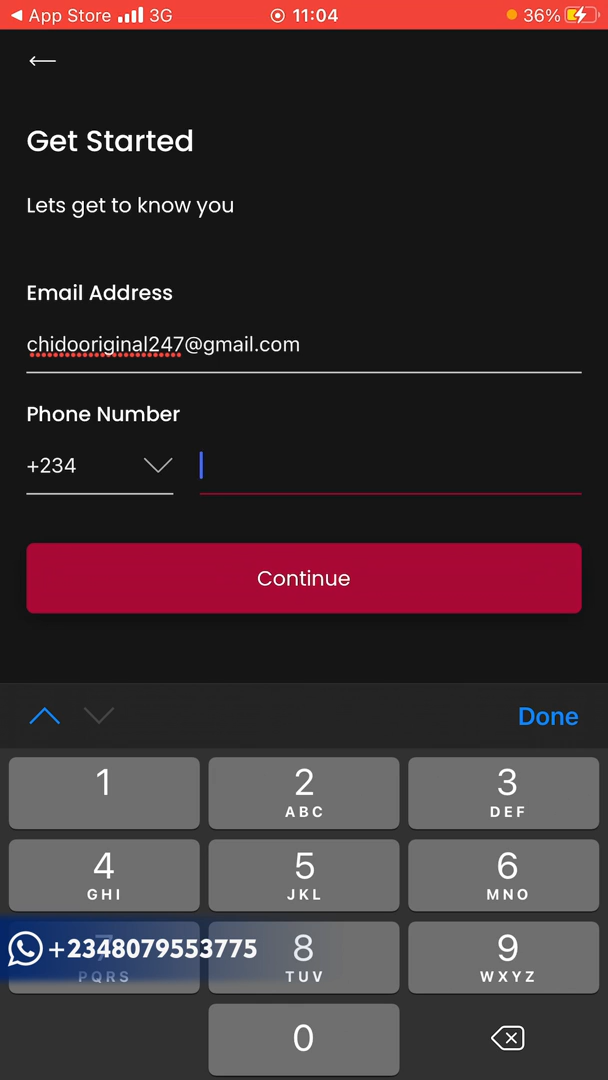 ◀ App Store 3G 11:04 36%
Get Started
Lets get to know you
Email Address
chidooriginal247@gmail.com
Phone Number
+234
Continue
Done
1 2 3
ABC DEF
4 5 6
GHI JKL MNO
7 8 9
PQRS TUV WXYZ
+2348079553775
0